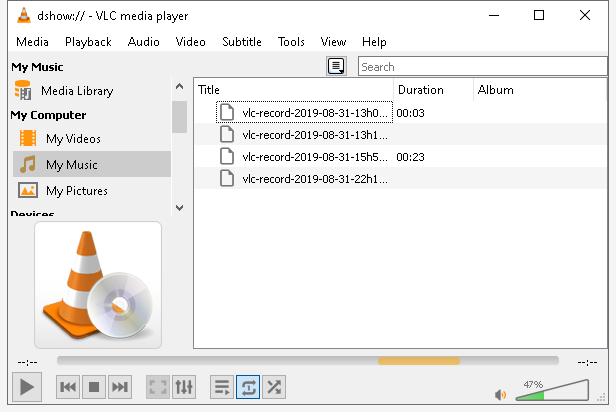 dshow:// - VLC media player
Media Playback Audio Video Subtitle Tools View Help
My Music
Search
Media Library
My Computer
My Videos
My Music
My Pictures
Devices
Title Duration Album
vlc-record-2019-08-31-13h0... 00:03
vlc-record-2019-08-31-13h1...
vlc-record-2019-08-31-15h5... 00:23
vlc-record-2019-08-31-22h1...
--:-- --:--
47%